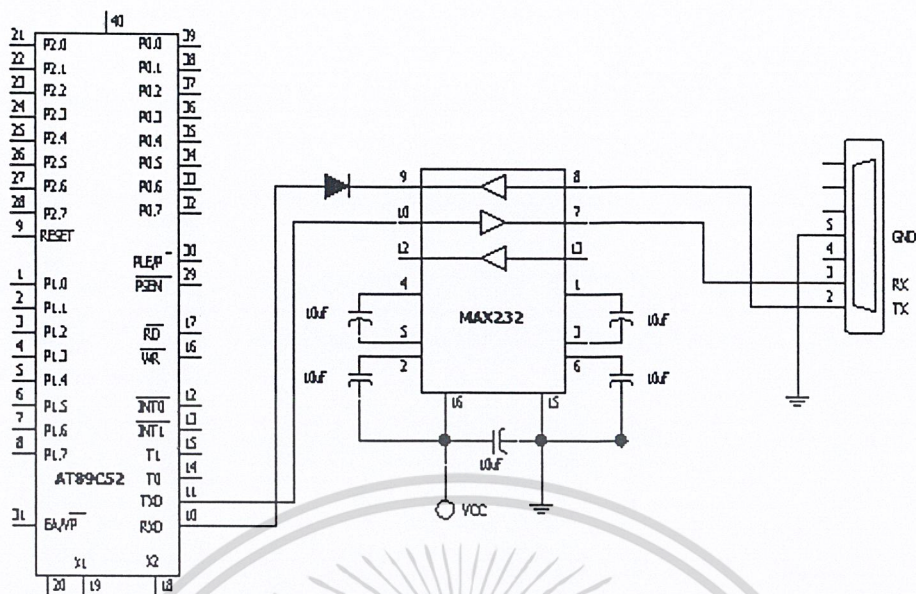 40
21 P2.0 P0.0 39
22 P2.1 P0.1 38
23 P2.2 P0.2 37
24 P2.3 P0.3 36
25 P2.4 P0.4 35
26 P2.5 P0.5 34
27 P2.6 P0.6 33
28 P2.7 P0.7 32
9 RESET
ALE/P 30
PSEN 29
1 P1.0
2 P1.1
3 P1.2 RD 17
4 P1.3 WR 16
5 P1.4
6 P1.5 INT0 12
7 P1.6 INT1 13
8 P1.7 T1 15
AT89C52 T0 14
TXD 11
31 EA/VP RXD 10
X1 X2
20 19 18
9 8
10 7
12 13
4 1
10uF MAX232 10uF
5 3
2 6
10uF 10uF
16 15
10uF
VCC
5 GND
4
3 RX
2 TX